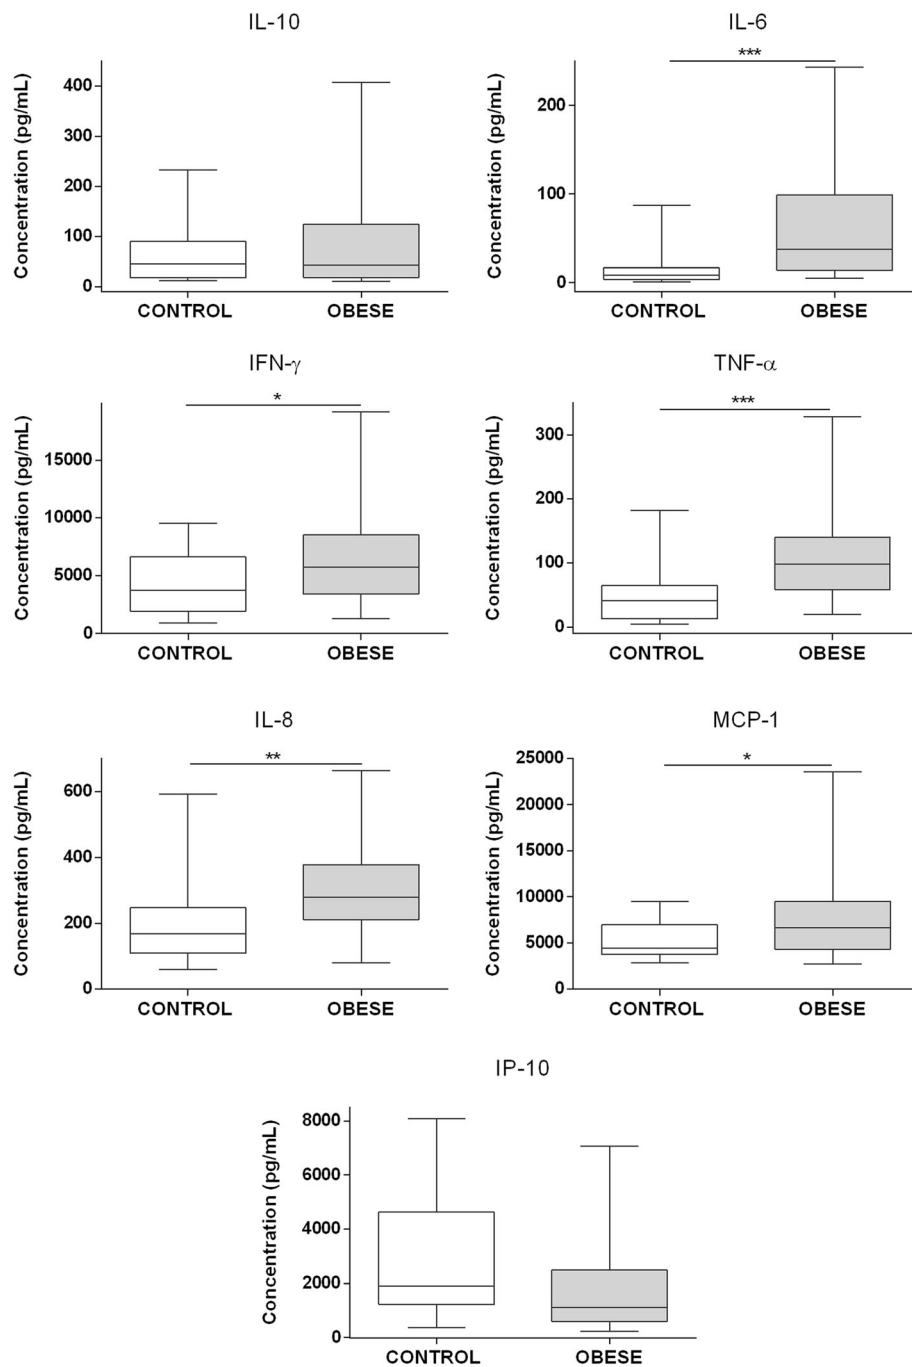 IL-10
Concentration (pg/mL)
400
300
200
100
0
CONTROL OBESE
IL-6
***
Concentration (pg/mL)
200
100
0
CONTROL OBESE
IFN-γ
*
Concentration (pg/mL)
15000
10000
5000
0
CONTROL OBESE
TNF-α
***
Concentration (pg/mL)
300
200
100
0
CONTROL OBESE
IL-8
**
Concentration (pg/mL)
600
400
200
0
CONTROL OBESE
MCP-1
*
Concentration (pg/mL)
25000
20000
15000
10000
5000
0
CONTROL OBESE
IP-10
Concentration (pg/mL)
8000
6000
4000
2000
0
CONTROL OBESE